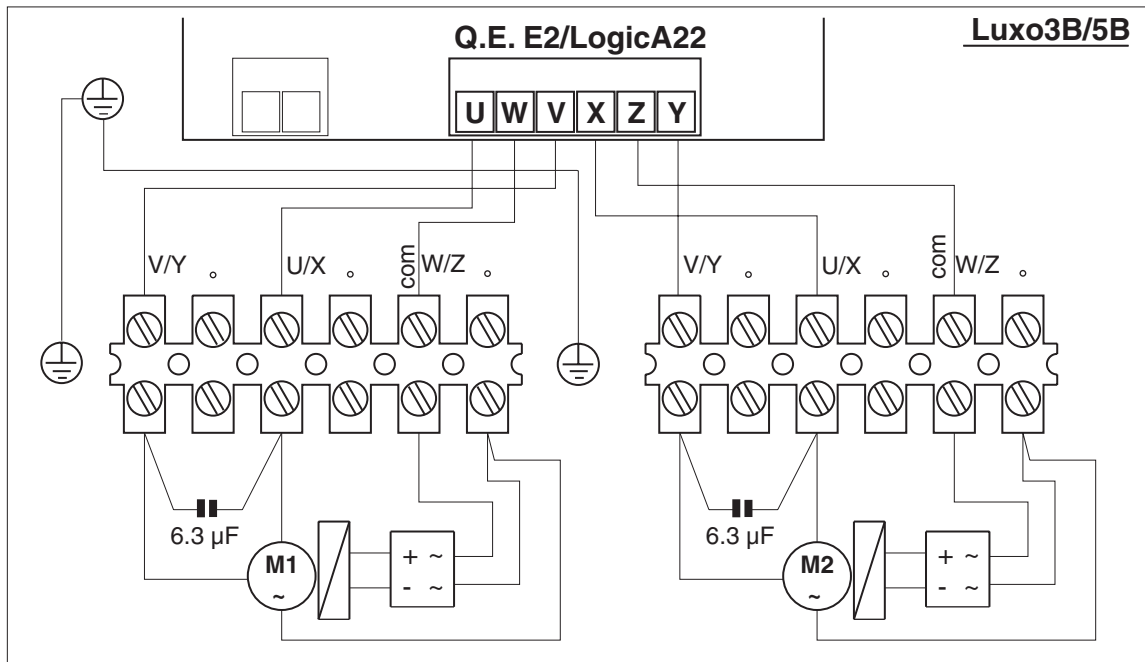 Q.E. E2/LogicA22
Luxo3B/5B
U W V X Z Y
V/Y ° U/X ° com W/Z °
V/Y ° U/X ° com W/Z °
6.3 µF
6.3 µF
M1
~
+ ~
- ~
M2
~
+ ~
- ~